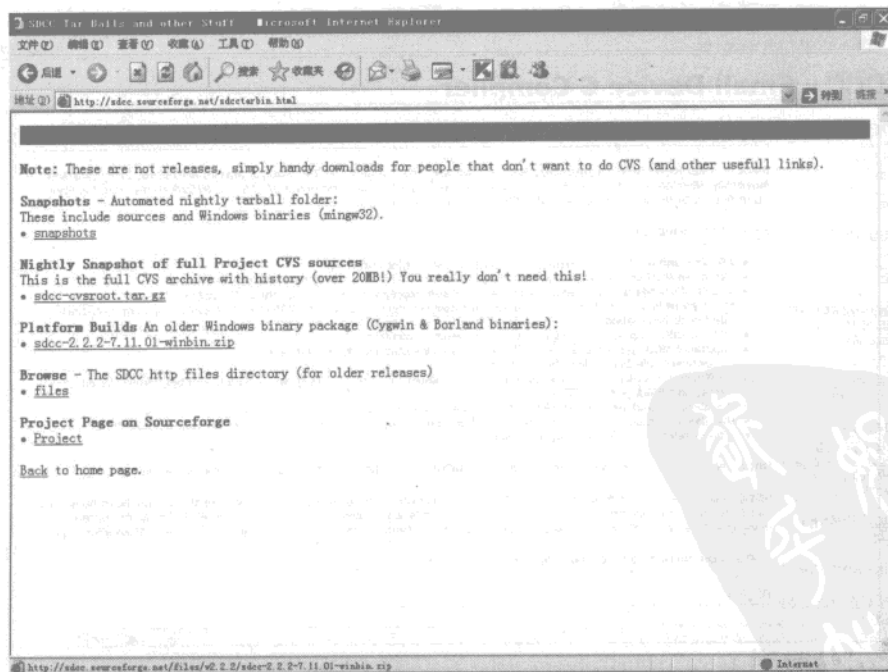 SDCC Tar Balls and other Stuff - Microsoft Internet Explorer
文件(F) 编辑(E) 查看(V) 收藏(A) 工具(T) 帮助(H)
后退 搜索 收藏夹
地址(D) http://sdcc.sourceforge.net/sdcctarbin.html 转到 链接
Note: These are not releases, simply handy downloads for people that don't want to do CVS (and other usefull links).
Snapshots - Automated nightly tarball folder:
These include sources and Windows binaries (mingw32).
• snapshots
Nightly Snapshot of full Project CVS sources
This is the full CVS archive with history (over 20MB!) You really don't need this!
• sdcc-cvsroot.tar.gz
Platform Builds An older Windows binary package (Cygwin & Borland binaries):
• sdcc-2.2.2-7.11.01-winbin.zip
Browse - The SDCC http files directory (for older releases)
• files
Project Page on Sourceforge
• Project
Back to home page.
http://sdcc.sourceforge.net/files/v2.2.2/sdcc-2.2.2-7.11.01-winbin.zip Internet